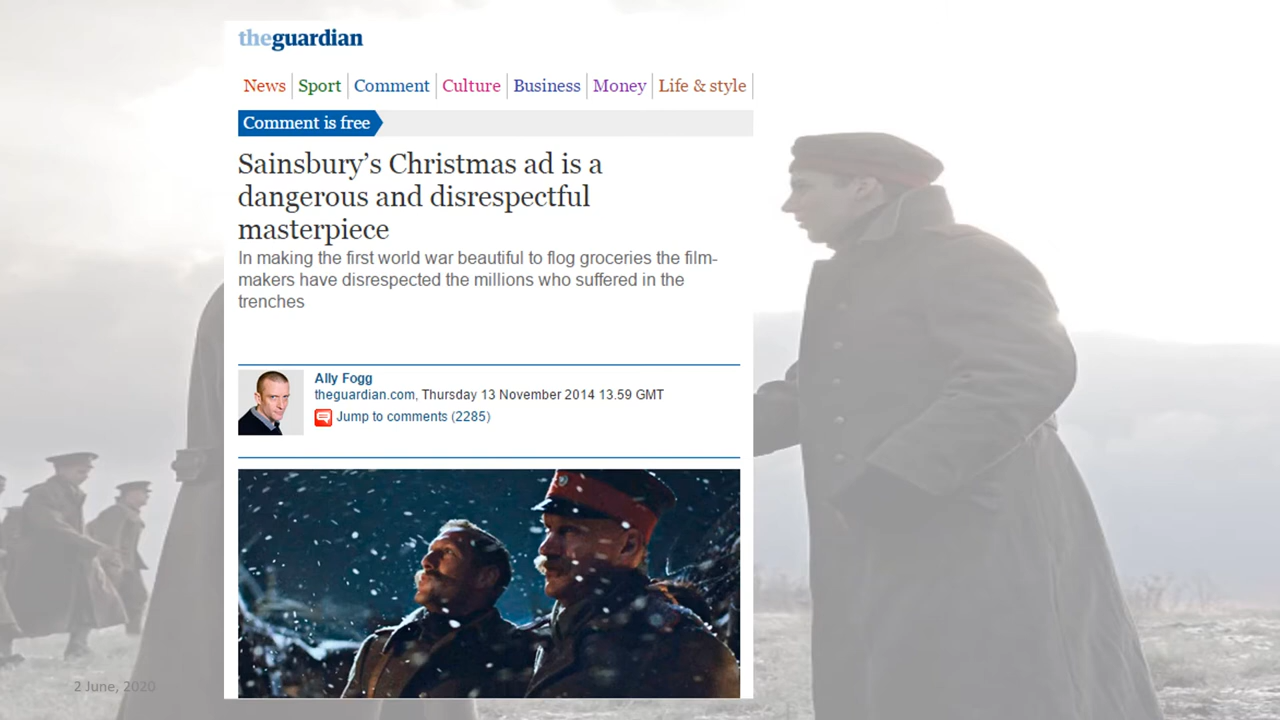 theguardian
News Sport Comment Culture Business Money Life & style
Comment is free
Sainsbury’s Christmas ad is a
dangerous and disrespectful
masterpiece
In making the first world war beautiful to flog groceries the film-
makers have disrespected the millions who suffered in the
trenches
Ally Fogg
theguardian.com, Thursday 13 November 2014 13.59 GMT
Jump to comments (2285)
2 June, 2020